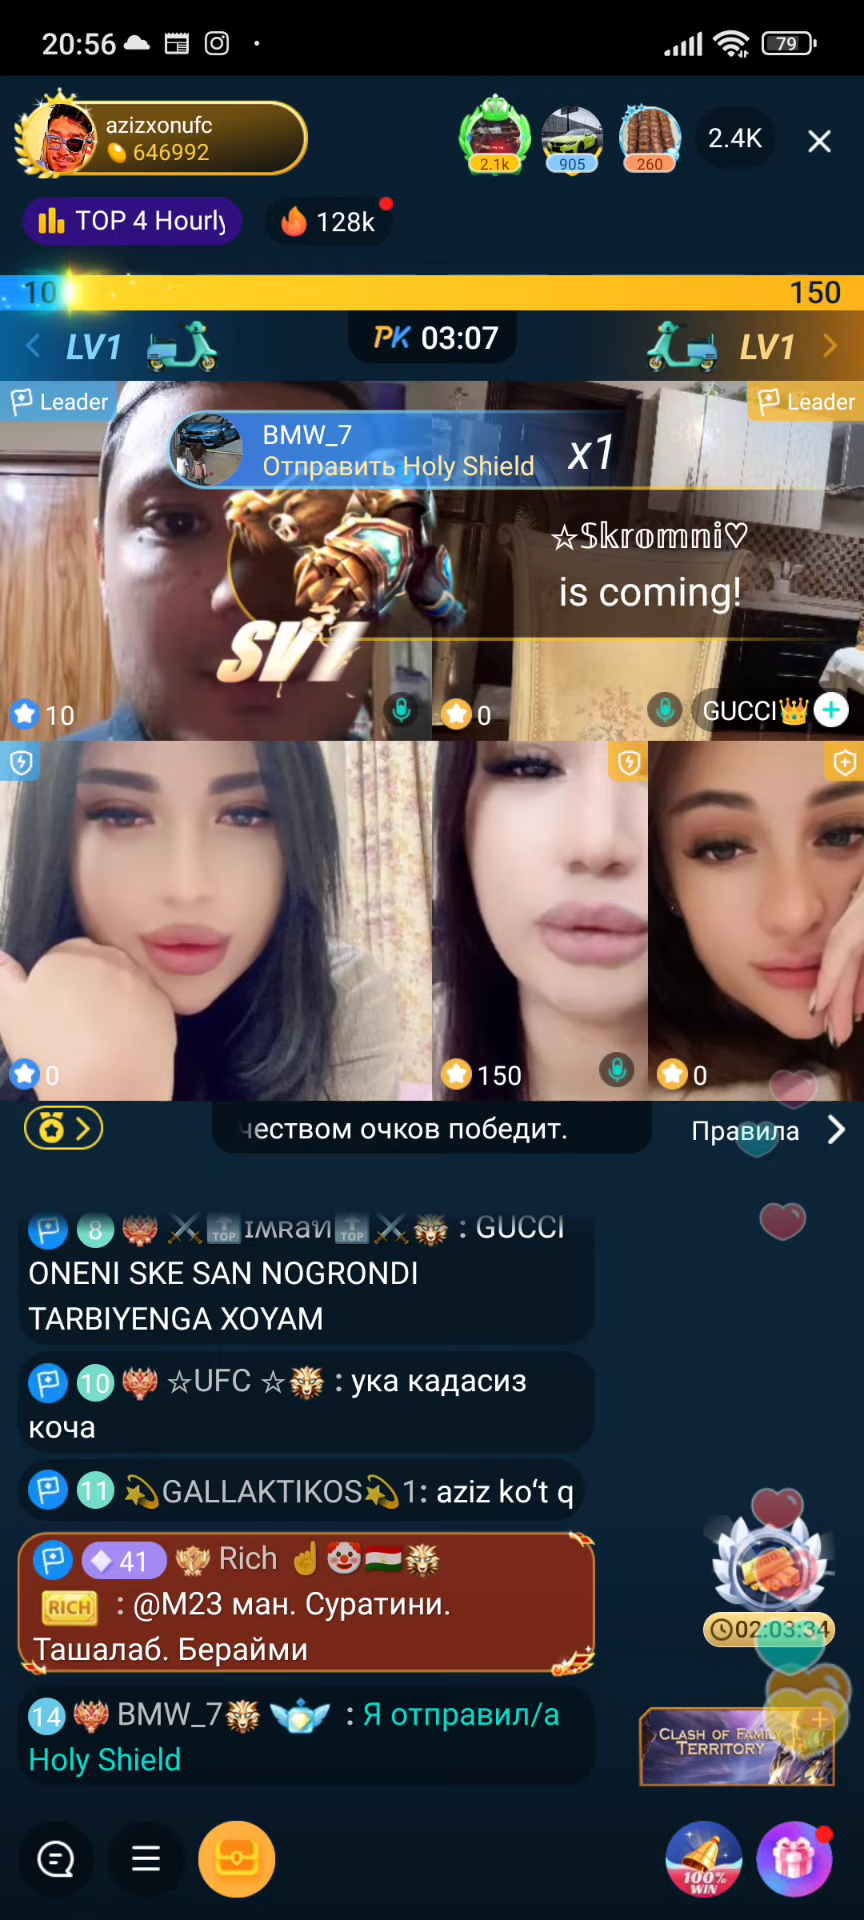 20:56
79
azizxonufc
646992
2.1k
905
260
2.4K
TOP 4 Hourly
128k
10
150
LV1
PK 03:07
LV1
Leader
Leader
BMW_7
Отправить Holy Shield
x1
☆𝕊𝕜𝕣𝕠𝕞𝕟𝕚♡
is coming!
SV1
10
0
GUCCI👑
0
150
0
чеством очков победит.
Правила
8 ⚔️🔝ɪʍʀaи🔝⚔️🐯 : GUCCI
ONENI SKE SAN NOGRONDI
TARBIYENGA XOYAM
10 ☆UFC ☆🐯 : ука кадасиз
коча
11 💫GALLAKTIKOS💫1: aziz ko‘t q
41 Rich ☝️🤡🇹🇯🐯
RICH : @M23 ман. Суратини.
Ташалаб. Берайми
02:03:34
14 BMW_7🐯 : Я отправил/а
Holy Shield
CLASH OF FAMILY
TERRITORY
100%
WIN